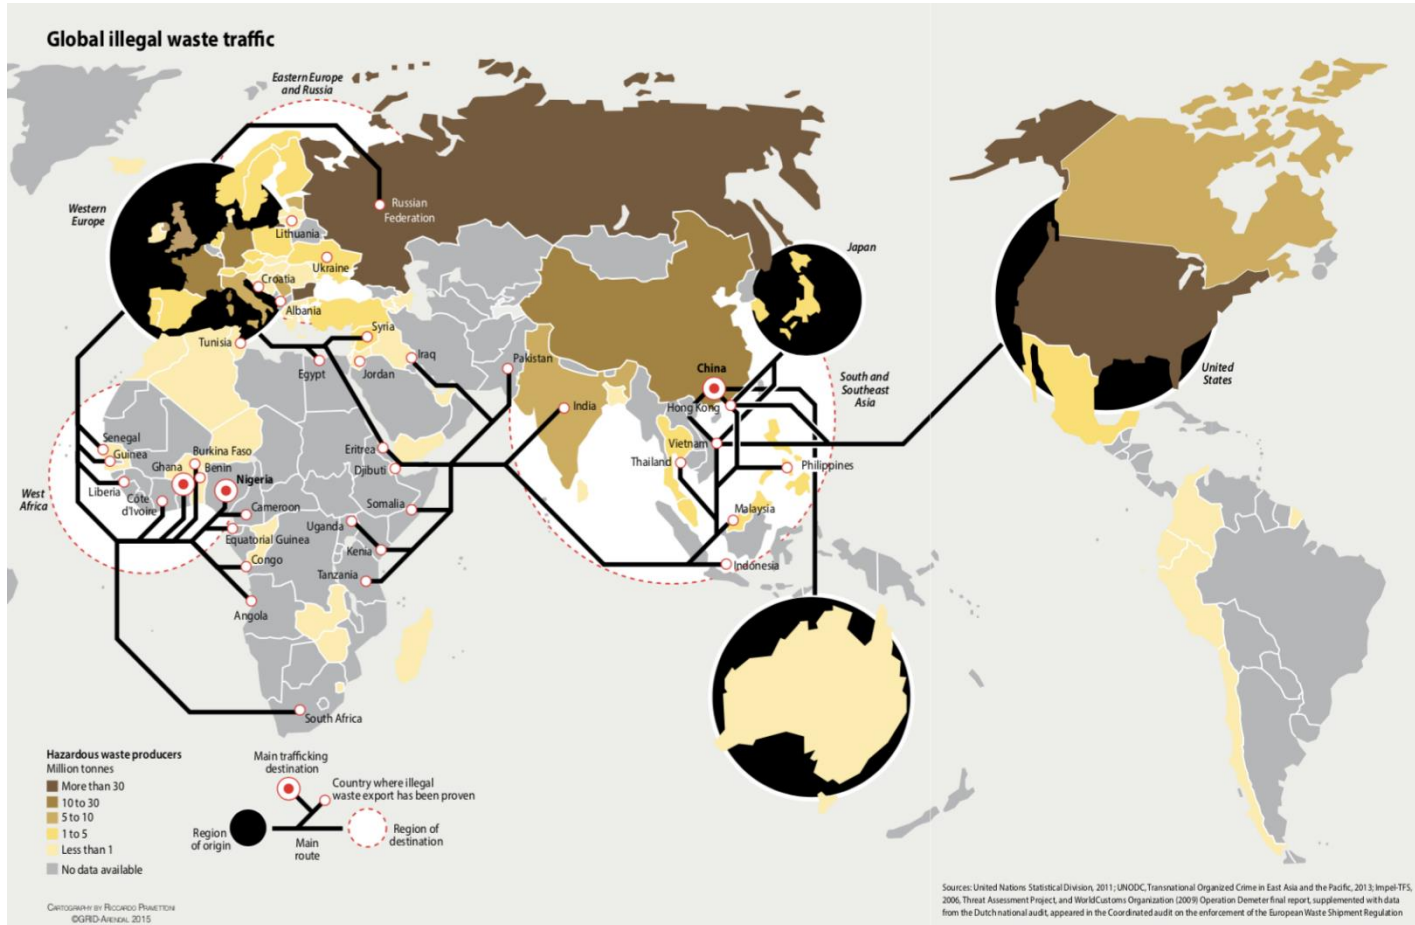 Global illegal waste traffic
Eastern Europe
and Russia
Western
Europe
Russian
Federation
Lithuania
Ukraine
Croatia
Albania
Japan
Tunisia
Syria
Egypt
Jordan
Iraq
Pakistan
China
India
Hong Kong
South and
Southeast
Asia
United
States
Senegal
Guinea
Burkina Faso
Ghana
Benin
Nigeria
Liberia
Côte
d'Ivoire
West
Africa
Eritrea
Djibuti
Vietnam
Thailand
Philippines
Cameroon
Equatorial Guinea
Congo
Angola
Somalia
Uganda
Kenia
Tanzania
Malaysia
Indonesia
South Africa
Hazardous waste producers
Million tonnes
More than 30
10 to 30
5 to 10
1 to 5
Less than 1
No data available
Main trafficking
destination
Country where illegal
waste export has been proven
Region
of origin
Main
route
Region of
destination
Cartography by Riccardo Pravettoni
©GRID-Arendal 2015
Sources: United Nations Statistical Division, 2011; UNODC, Transnational Organized Crime in East Asia and the Pacific, 2013; Impel-TFS,
2006, Threat Assessment Project, and WorldCustoms Organization (2009) Operation Demeter final report, supplemented with data
from the Dutch national audit, appeared in the Coordinated audit on the enforcement of the European Waste Shipment Regulation